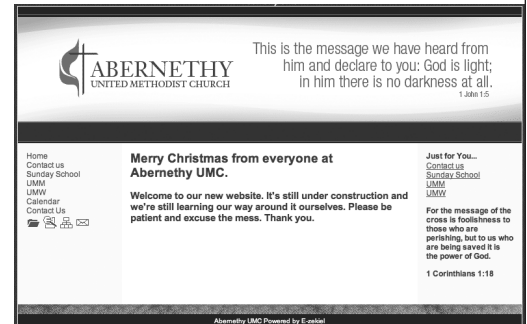 ABERNETHY
UNITED METHODIST CHURCH
This is the message we have heard from
him and declare to you: God is light;
in him there is no darkness at all.
1 John 1:5
Home
Contact us
Sunday School
UMM
UMW
Calendar
Contact Us
Merry Christmas from everyone at
Abernethy UMC.
Welcome to our new website. It's still under construction and
we're still learning our way around it ourselves. Please be
patient and excuse the mess. Thank you.
Just for You...
Contact us
Sunday School
UMM
UMW
For the message of the
cross is foolishness to
those who are
perishing, but to us who
are being saved it is
the power of God.
1 Corinthians 1:18
Abernethy UMC Powered by E-zekiel